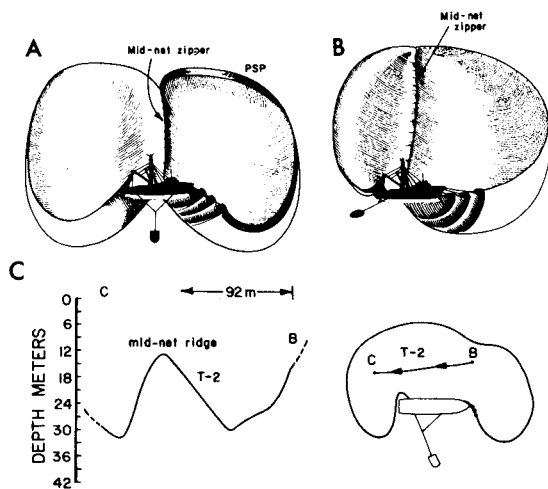 A
Mid-net zipper
PSP
B
Mid-net
zipper
C
DEPTH METERS
0
6
12
18
24
30
36
42
C
92 m
mid-net ridge
B
T-2
C
T-2
B